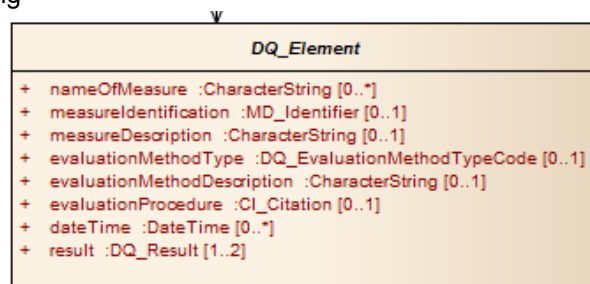 DQ_Element
+ nameOfMeasure :CharacterString [0..*]
+ measureIdentification :MD_Identifier [0..1]
+ measureDescription :CharacterString [0..1]
+ evaluationMethodType :DQ_EvaluationMethodTypeCode [0..1]
+ evaluationMethodDescription :CharacterString [0..1]
+ evaluationProcedure :CI_Citation [0..1]
+ dateTime :DateTime [0..*]
+ result :DQ_Result [1..2]